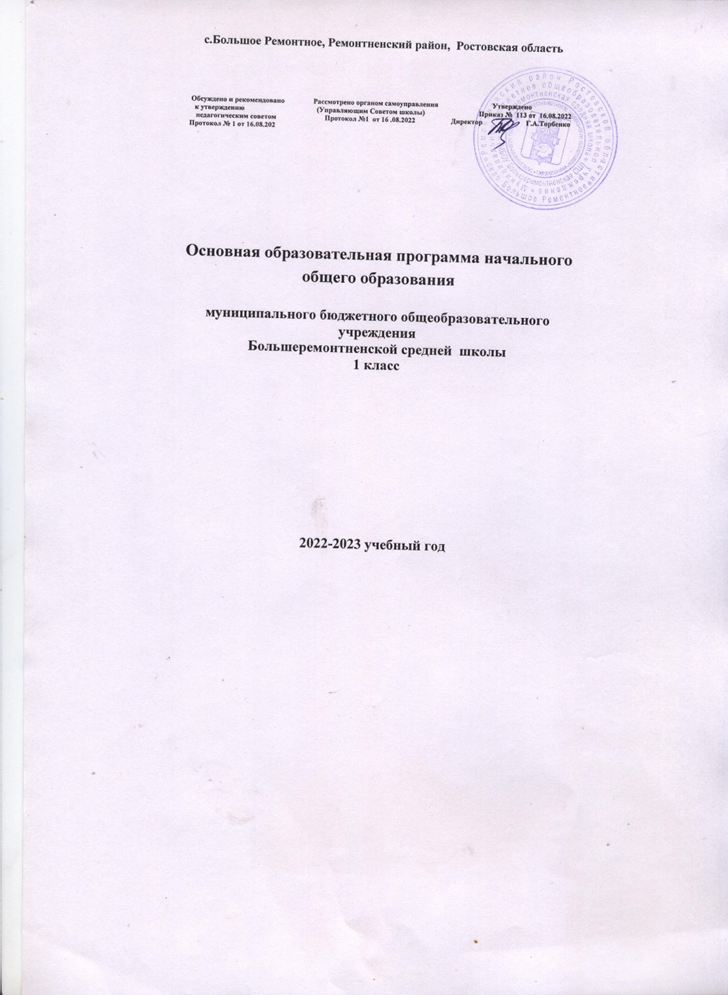 с.Большое Ремонтное, Ремонтненский район, Ростовская область
Обсуждено и рекомендовано
к утверждению
педагогическим советом
Протокол № 1 от 16.08.202
Рассмотрено органом самоуправления
(Управляющим Советом школы)
Протокол №1 от 16 .08.2022
Утверждено
Приказ № 113 от 16.08.2022
Директор Г.А.Торбенко
Основная образовательная программа начального
общего образования
муниципального бюджетного общеобразовательного
учреждения
Большеремонтненской средней школы
1 класс
2022-2023 учебный год